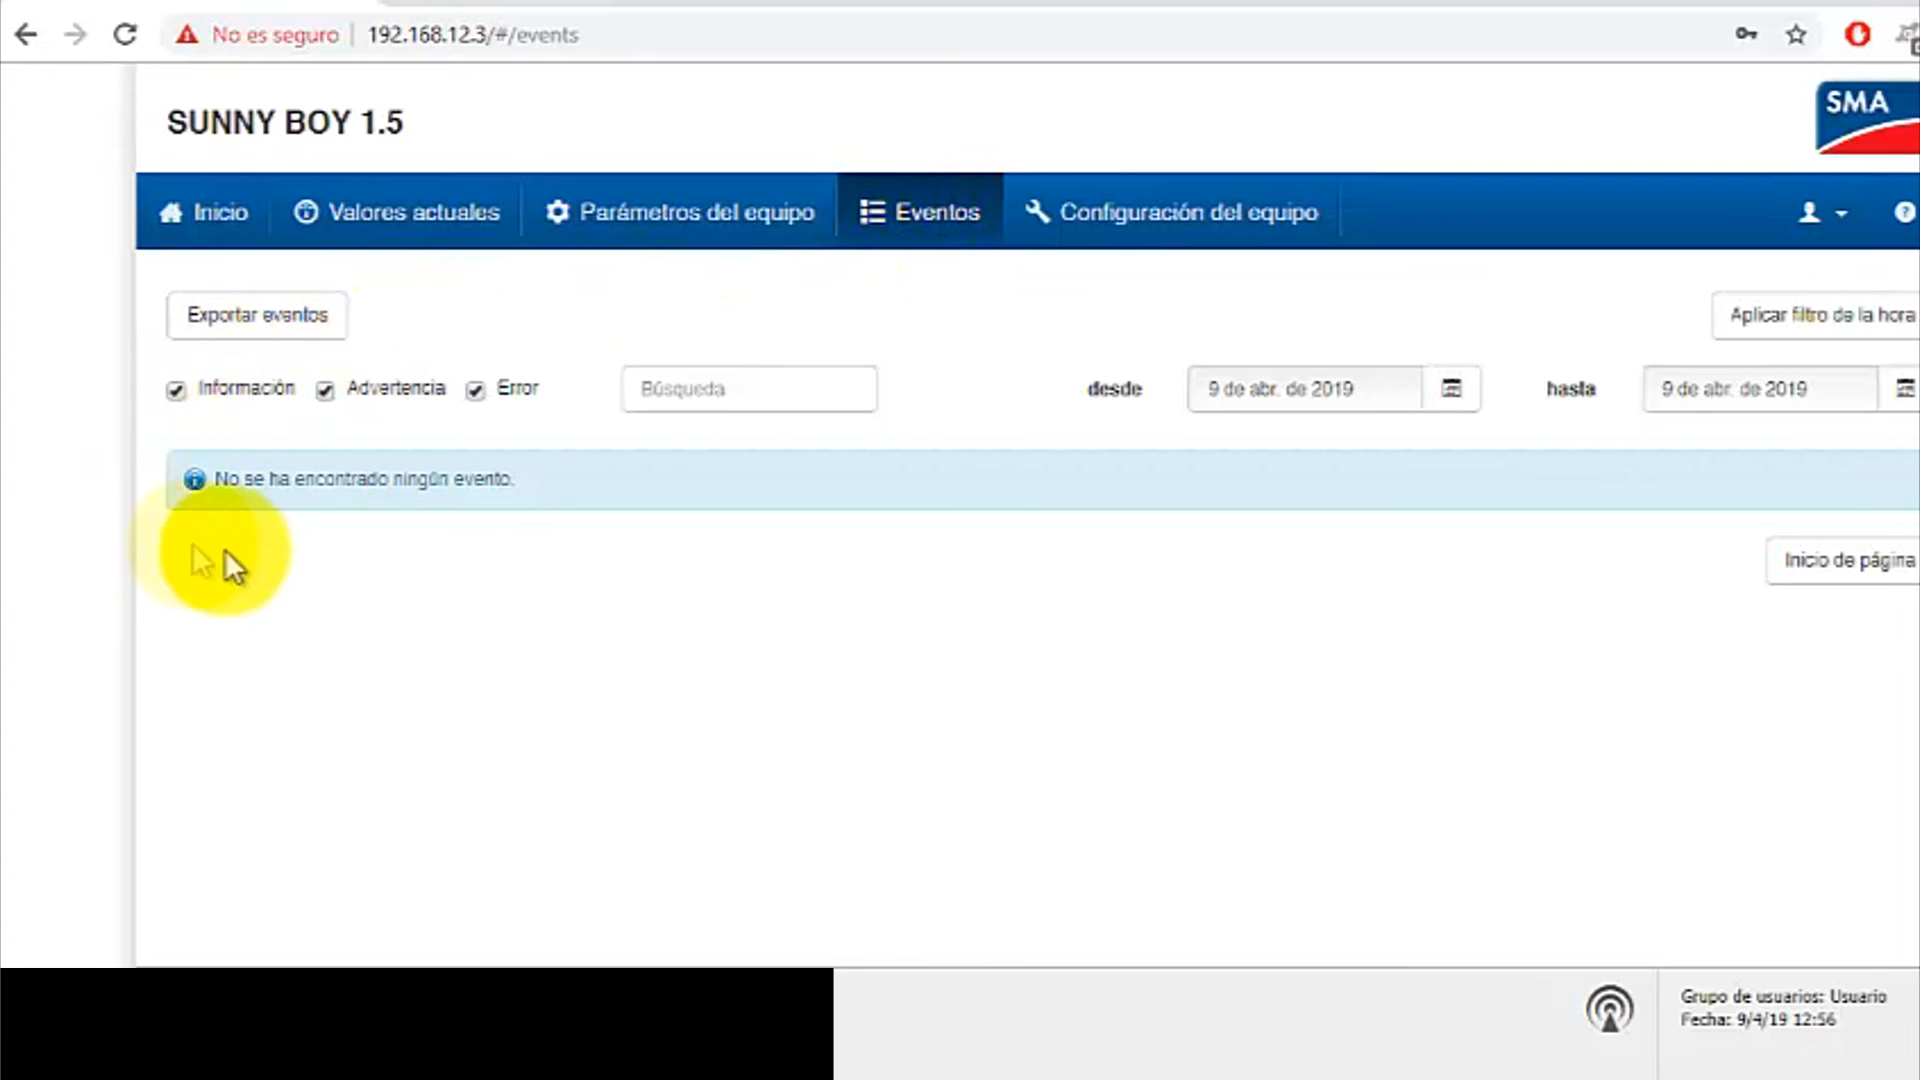 No es seguro 192.168.12.3/#/events
SUNNY BOY 1.5
SMA
Inicio Valores actuales Parámetros del equipo Eventos Configuración del equipo
Exportar eventos Aplicar filtro de la hora
Información Advertencia Error Búsqueda desde 9 de abr. de 2019 hasta 9 de abr. de 2019
No se ha encontrado ningún evento.
Inicio de página
Grupo de usuarios: Usuario
Fecha: 9/4/19 12:56